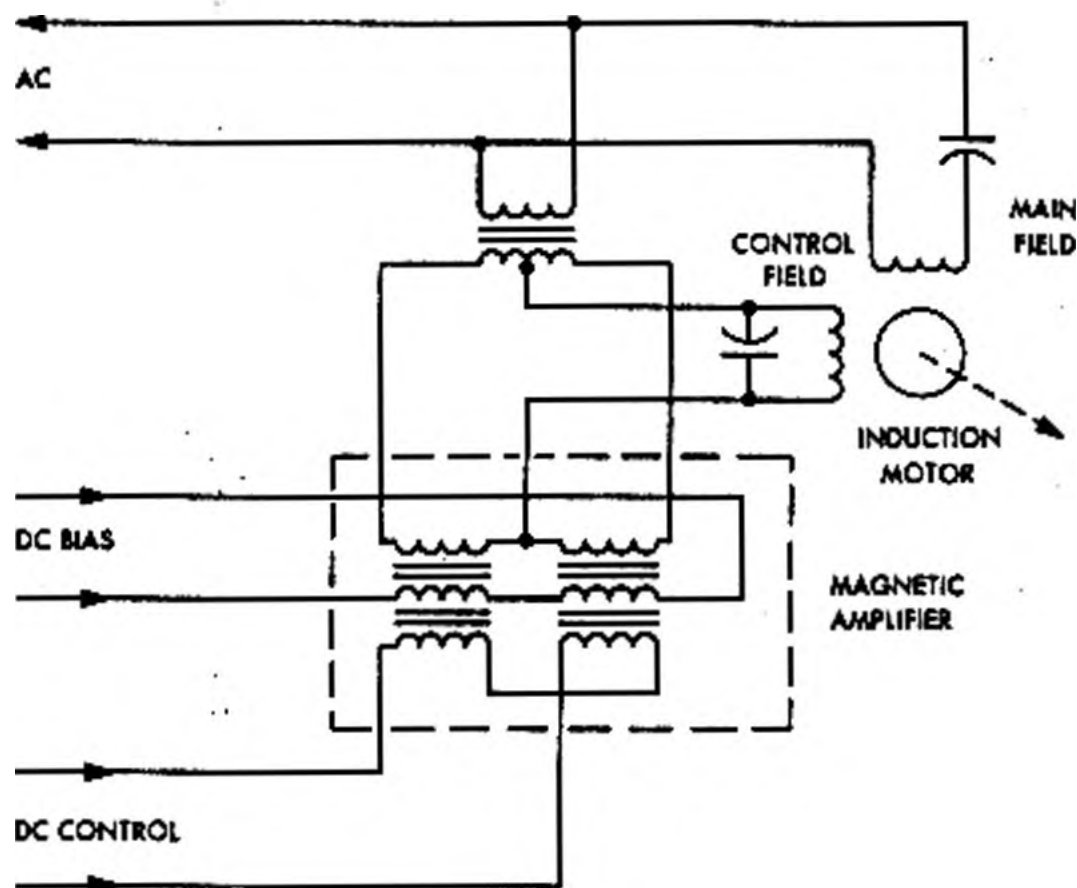 AC
MAIN
FIELD
CONTROL
FIELD
INDUCTION
MOTOR
DC BIAS
MAGNETIC
AMPLIFIER
DC CONTROL